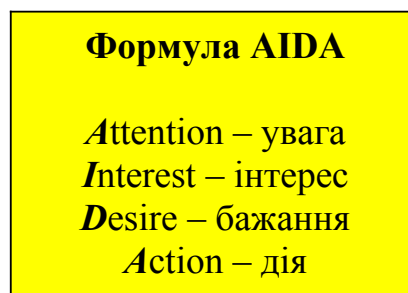 Формула AIDA
Attention – увага
Interest – інтерес
Desire – бажання
Action – дія